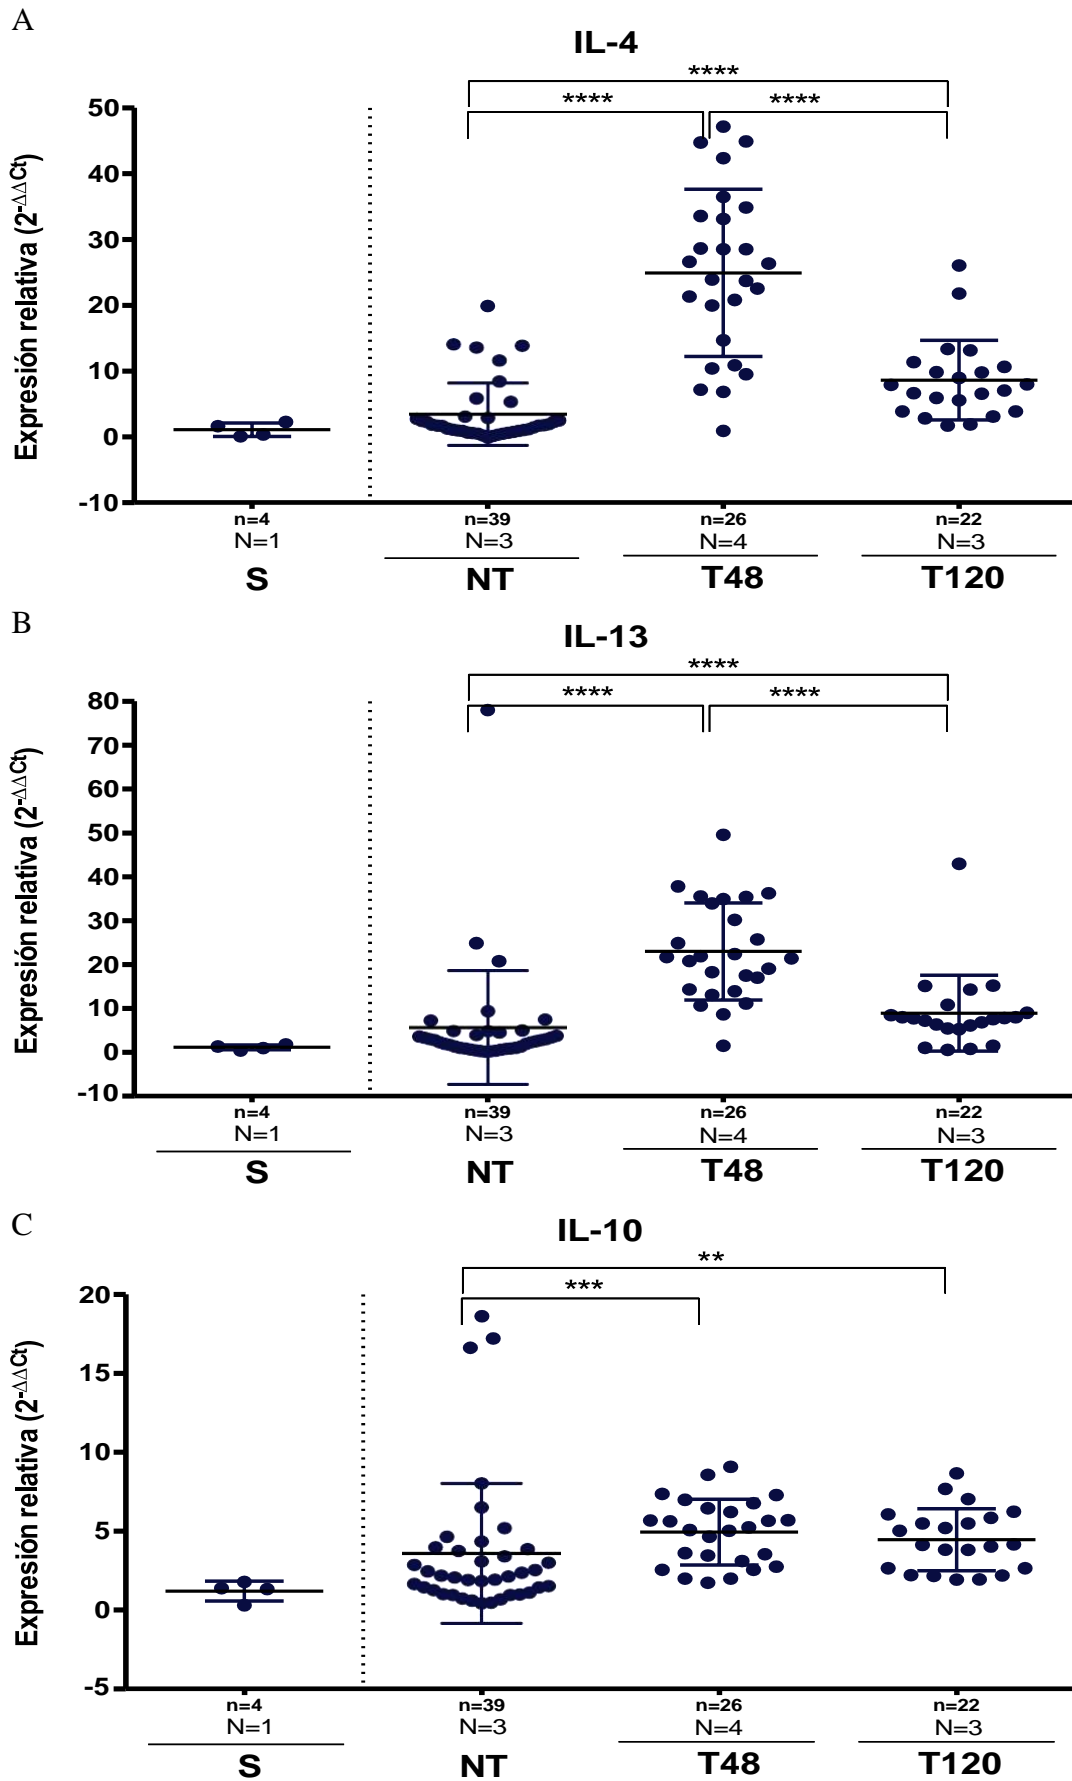 A
IL-4
****
**** ****
Expresión relativa (2-ΔΔCt)
50
40
30
20
10
0
-10
n=4 n=39 n=26 n=22
N=1 N=3 N=4 N=3
S NT T48 T120
B
IL-13
****
**** ****
Expresión relativa (2-ΔΔCt)
80
70
60
50
40
30
20
10
0
-10
n=4 n=39 n=26 n=22
N=1 N=3 N=4 N=3
S NT T48 T120
C
IL-10
**
***
Expresión relativa (2-ΔΔCt)
20
15
10
5
0
-5
n=4 n=39 n=26 n=22
N=1 N=3 N=4 N=3
S NT T48 T120